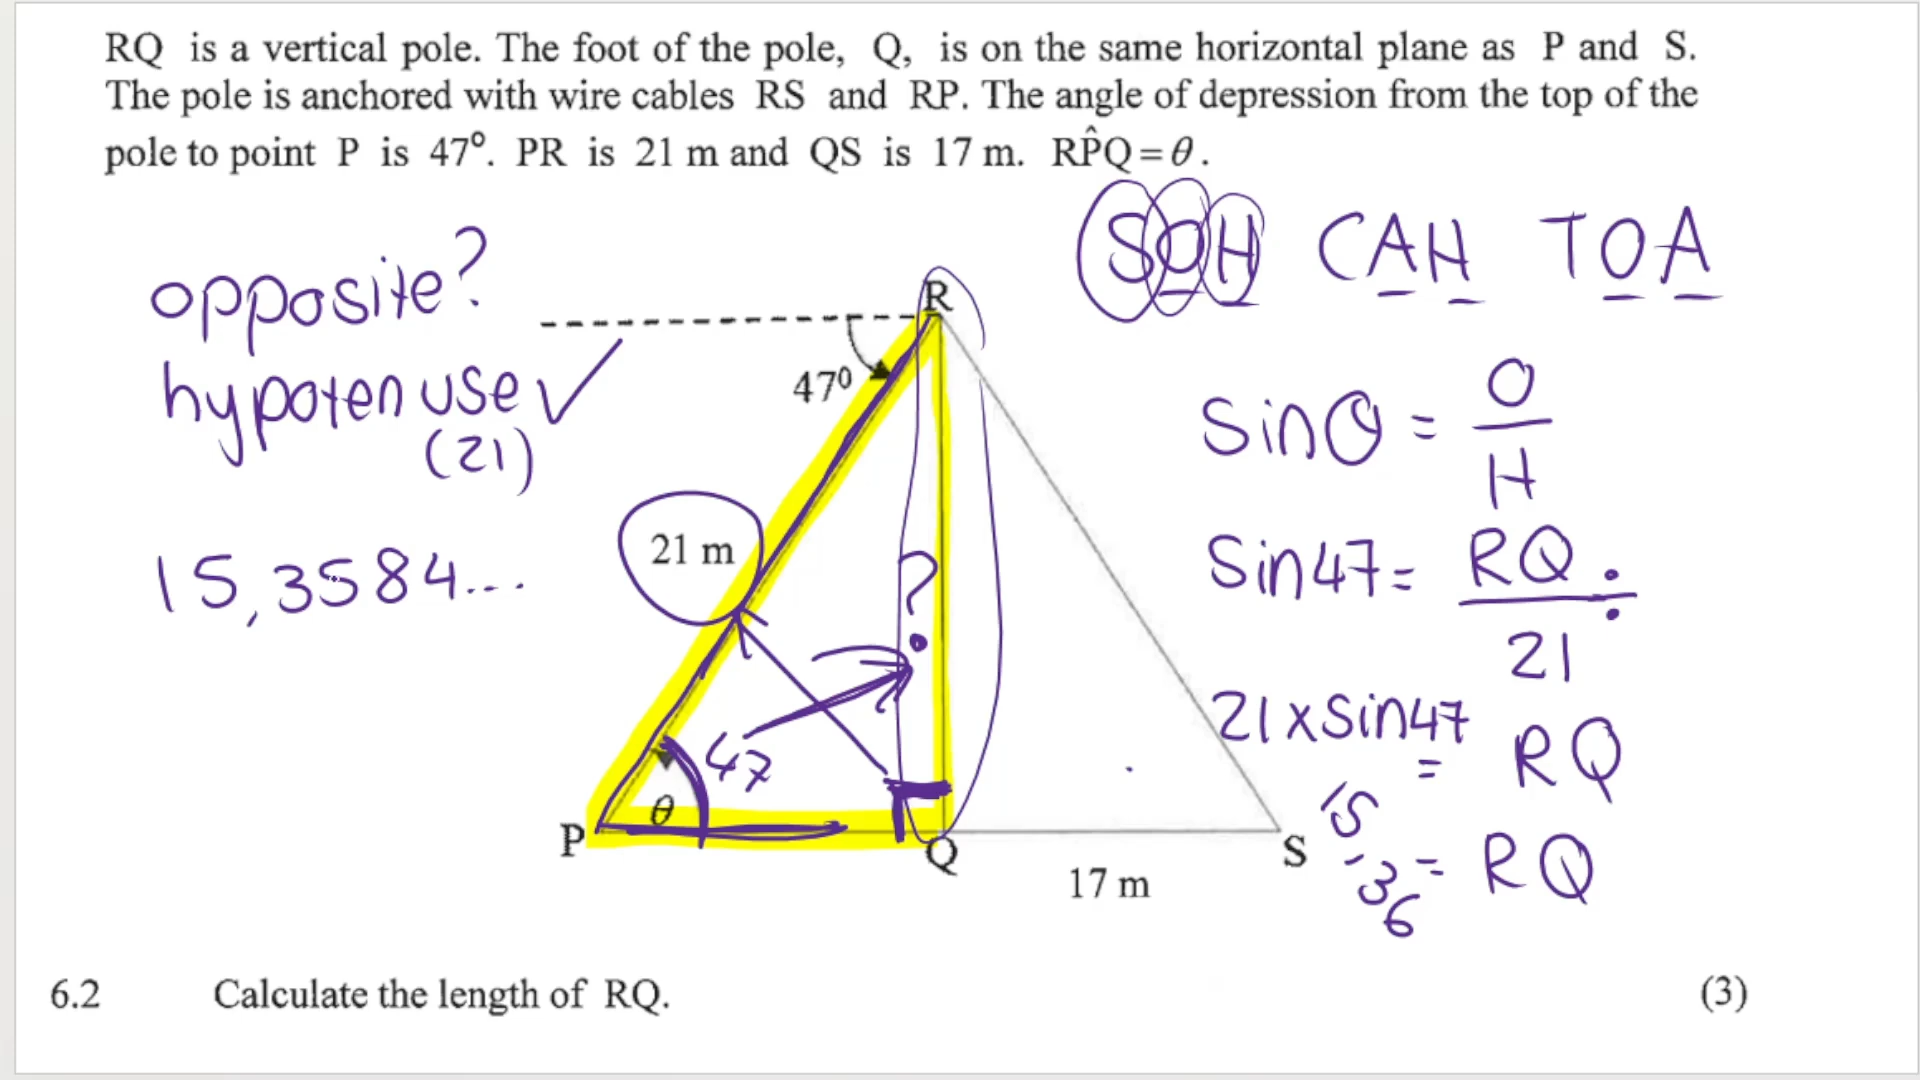 RQ is a vertical pole. The foot of the pole, Q, is on the same horizontal plane as P and S.
The pole is anchored with wire cables RS and RP. The angle of depression from the top of the
pole to point P is 47⁰. PR is 21 m and QS is 17 m. RP̂Q = θ.
SOH CAH TOA
opposite?
hypotenuse ✓
(21)
15,3584...
R
47⁰
21 m
?
47
θ
P
Q
S
17 m
Sinθ = O/H
Sin47 = RQ/21 ÷
21×Sin47 = RQ
15.36 = RQ
6.2 Calculate the length of RQ. (3)